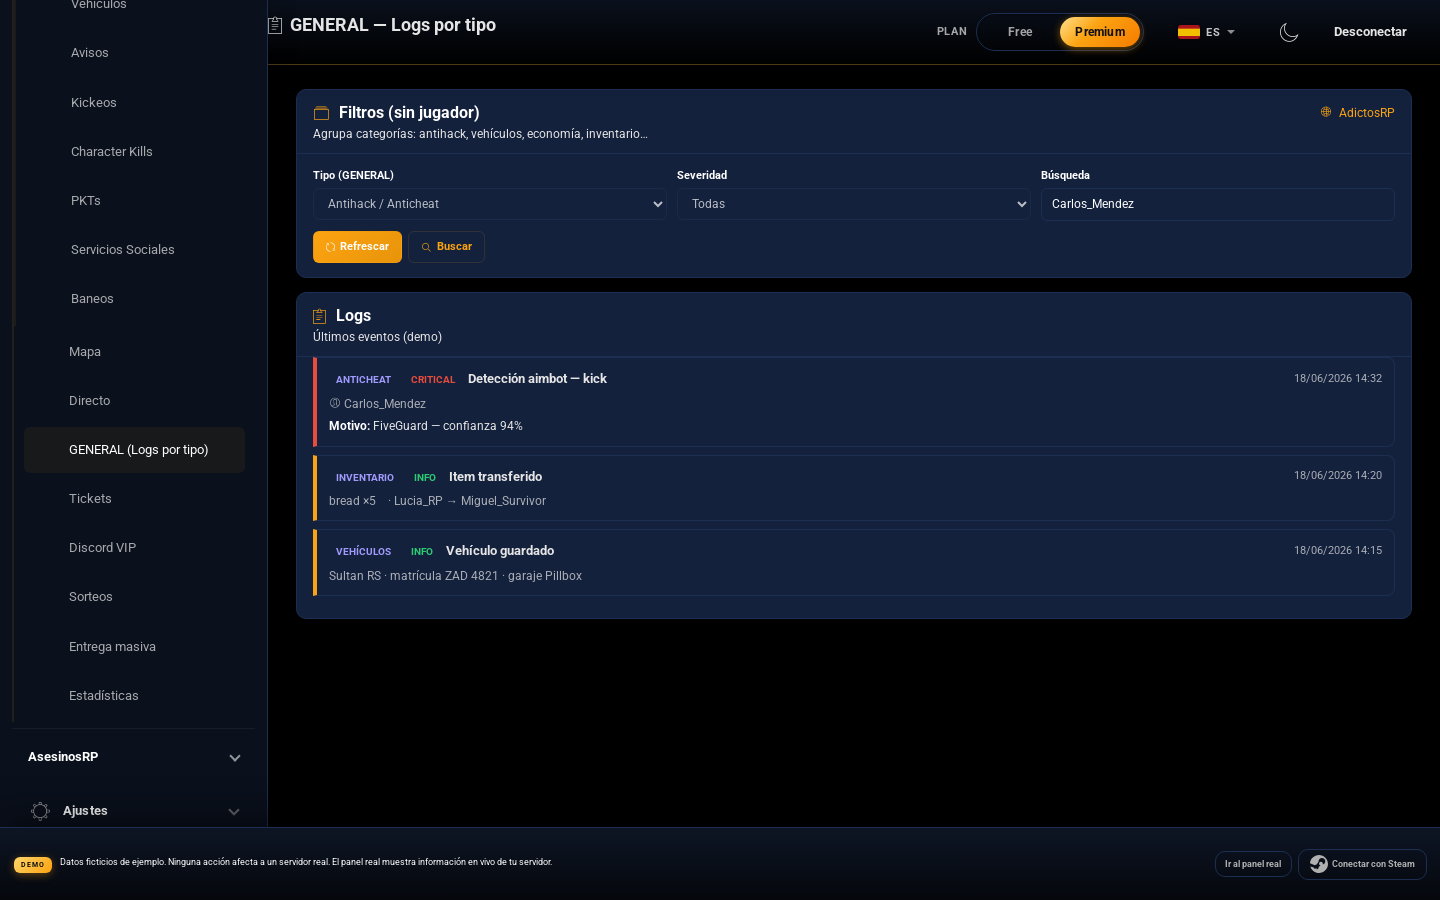 Vehículos
Avisos
Kickeos
Character Kills
PKTs
Servicios Sociales
Baneos
Mapa
Directo
GENERAL (Logs por tipo)
Tickets
Discord VIP
Sorteos
Entrega masiva
Estadísticas
AsesinosRP
Ajustes
GENERAL — Logs por tipo
PLAN
Free
Premium
ES
Desconectar
Filtros (sin jugador)
Agrupa categorías: antihack, vehículos, economía, inventario...
AdictosRP
Tipo (GENERAL)
Severidad
Búsqueda
Antihack / Anticheat
Todas
Carlos_Mendez
Refrescar
Buscar
Logs
Últimos eventos (demo)
ANTICHEAT CRITICAL Detección aimbot — kick 18/06/2026 14:32
Carlos_Mendez
Motivo: FiveGuard — confianza 94%
INVENTARIO INFO Item transferido 18/06/2026 14:20
bread ×5 · Lucia_RP → Miguel_Survivor
VEHÍCULOS INFO Vehículo guardado 18/06/2026 14:15
Sultan RS · matrícula ZAD 4821 · garaje Pillbox
DEMO
Datos ficticios de ejemplo. Ninguna acción afecta a un servidor real. El panel real muestra información en vivo de tu servidor.
Ir al panel real
Conectar con Steam